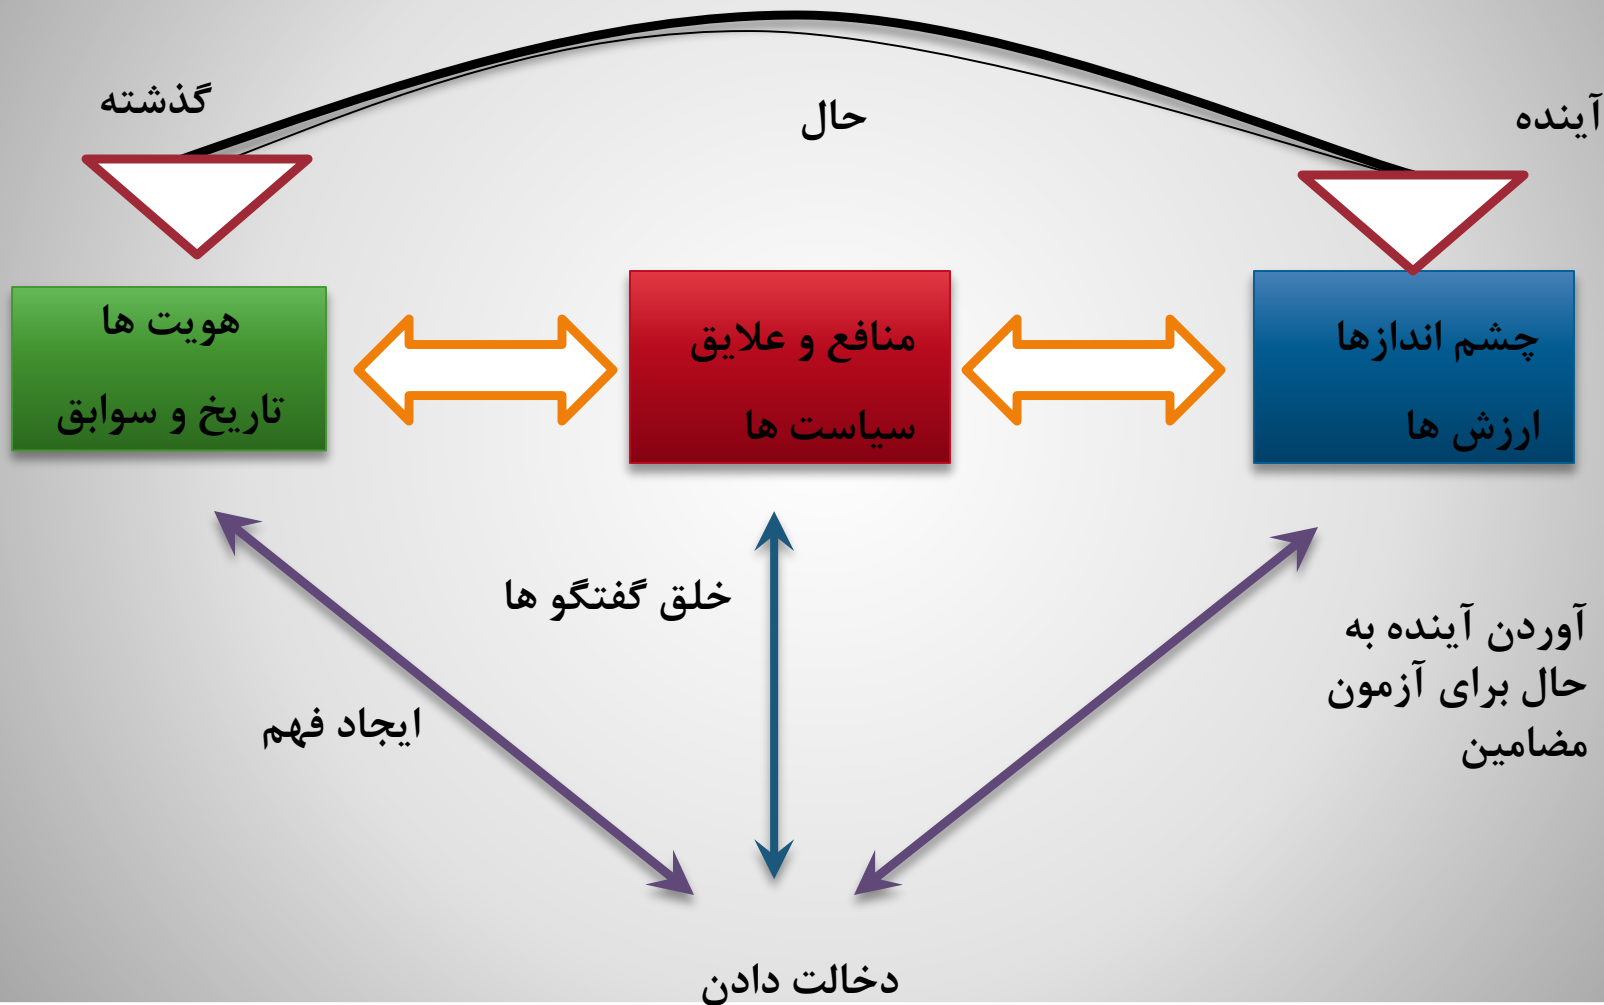 آینده
حال
گذشته
چشم اندازها
ارزش ها
منافع و علایق
سیاست ها
هویت ها
تاریخ و سوابق
آوردن آینده به
حال برای آزمون
مضامین
خلق گفتگو ها
ایجاد فهم
دخالت دادن